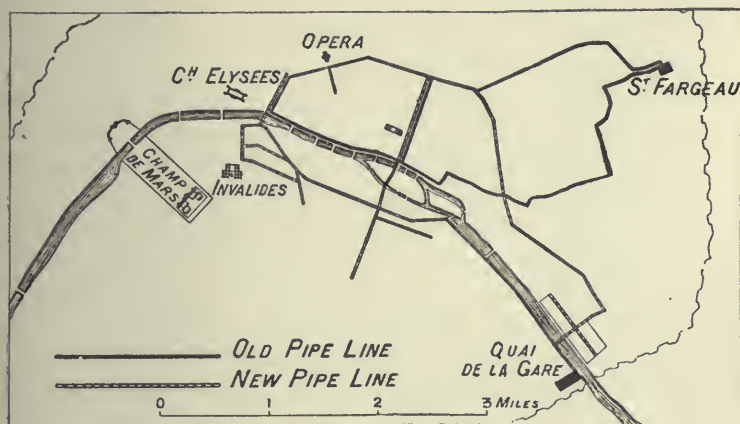 OPERA
CH ELYSEES
ST FARGEAU
CHAMP
DE MARS
INVALIDES
OLD PIPE LINE
NEW PIPE LINE
QUAI
DE LA GARE
0 1 2 3 MILES